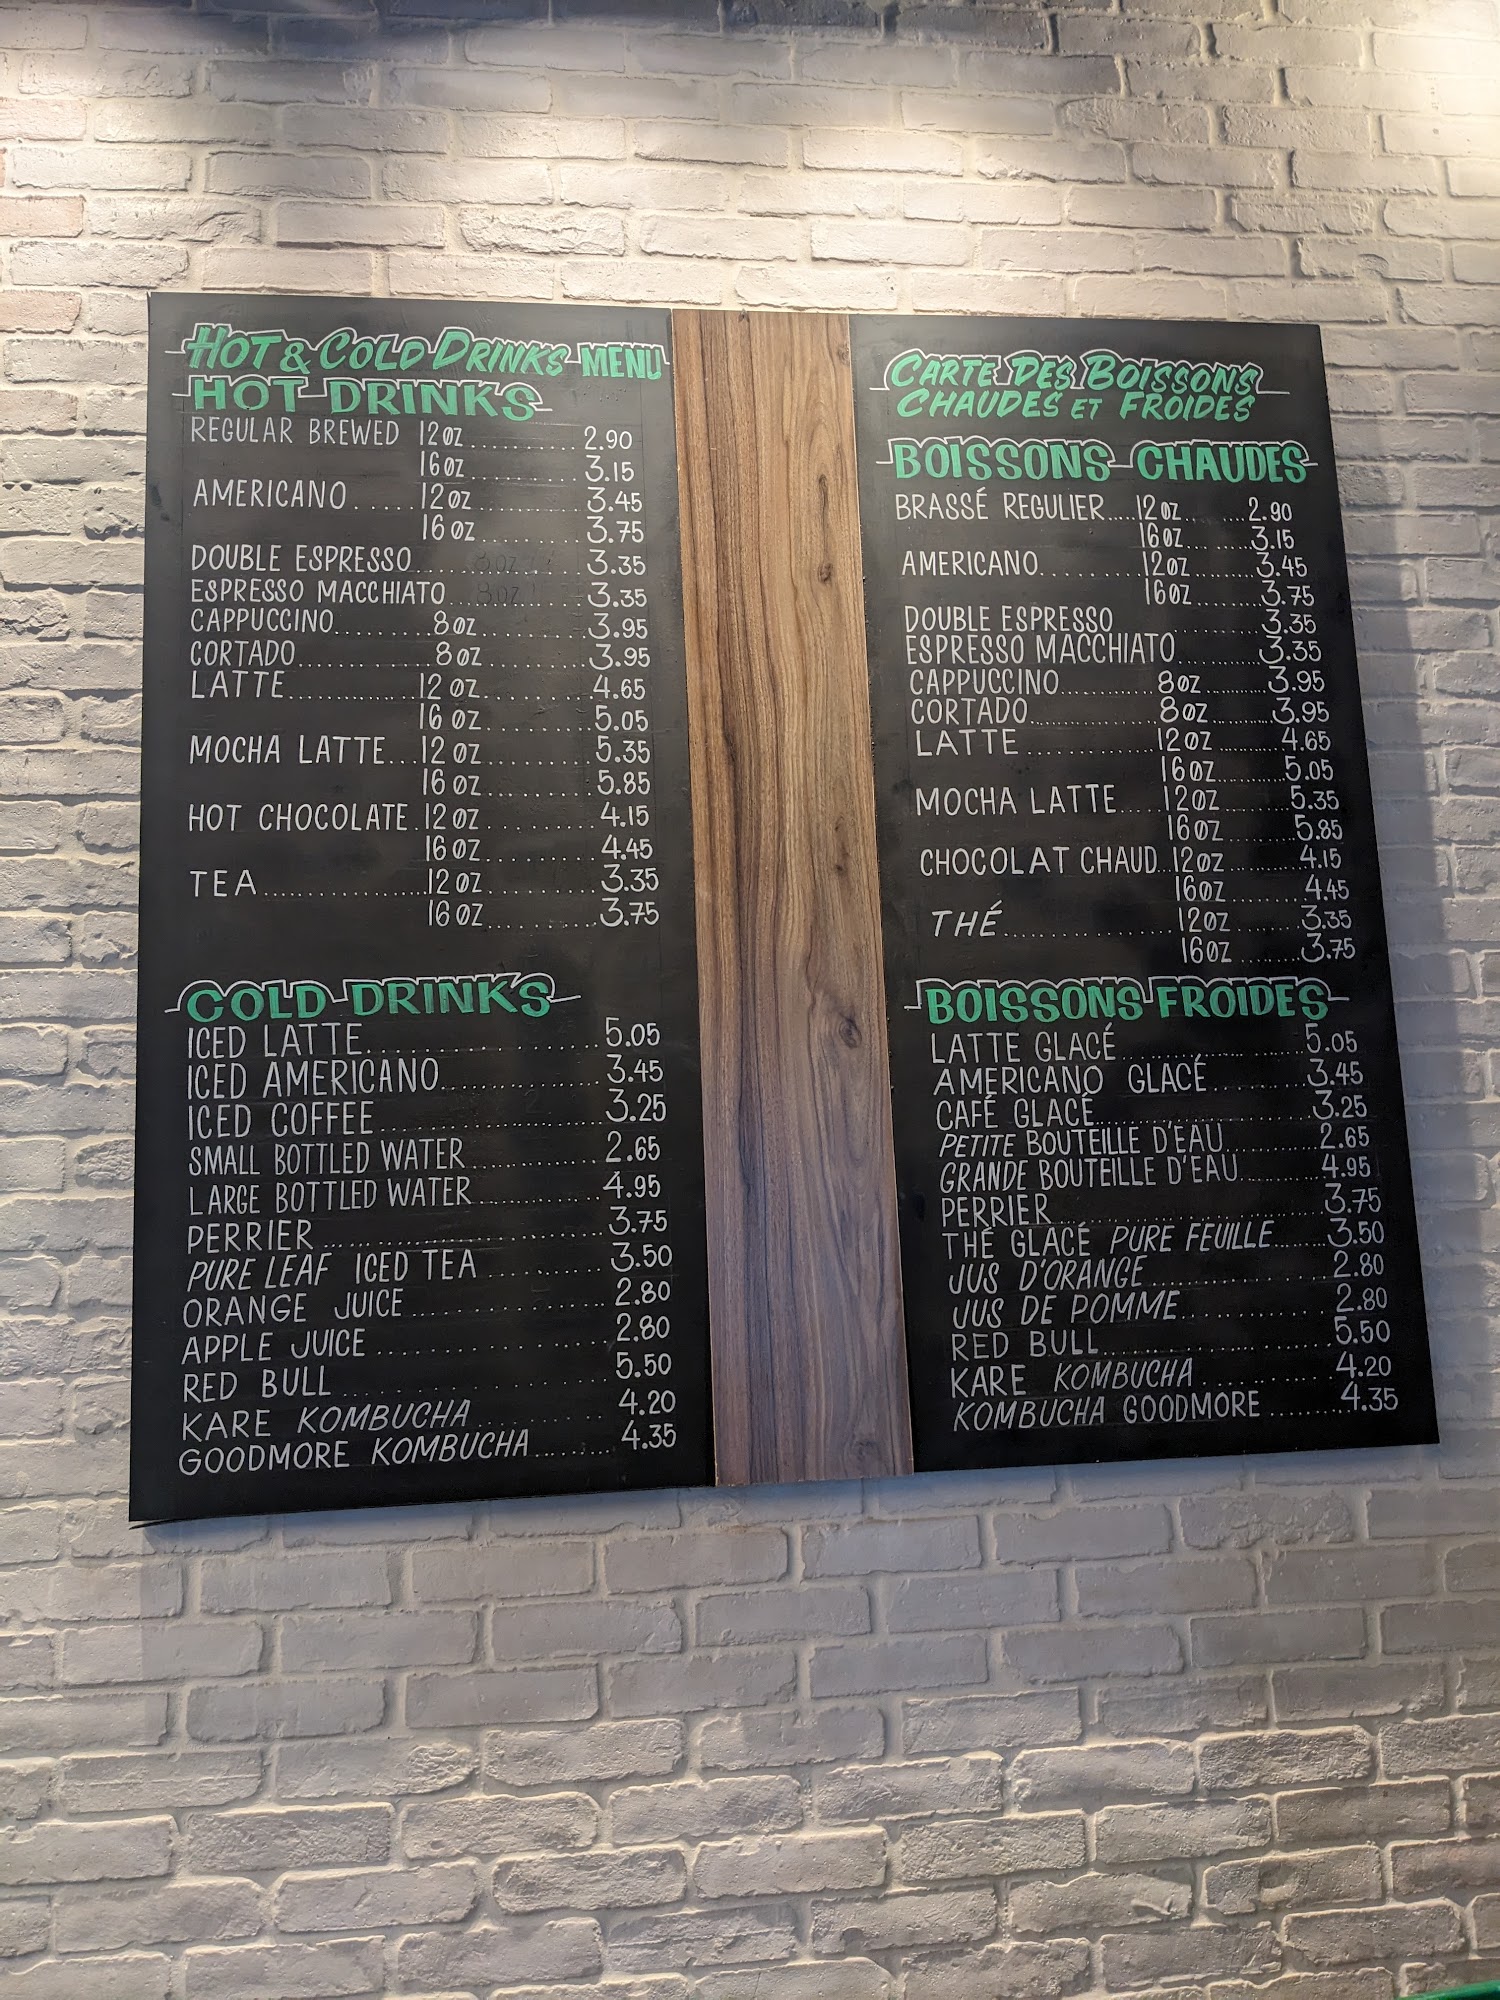 HOT & COLD DRINKS MENU
HOT DRINKS
REGULAR BREWED 12oz 2.90
16oz 3.15
AMERICANO 12oz 3.45
16oz 3.75
DOUBLE ESPRESSO 3.35
ESPRESSO MACCHIATO 3.35
CAPPUCCINO 8oz 3.95
CORTADO 8oz 3.95
LATTE 12oz 4.65
16oz 5.05
MOCHA LATTE 12oz 5.35
16oz 5.85
HOT CHOCOLATE 12oz 4.15
16oz 4.45
TEA 12oz 3.35
16oz 3.75
COLD DRINKS
ICED LATTE 5.05
ICED AMERICANO 3.45
ICED COFFEE 3.25
SMALL BOTTLED WATER 2.65
LARGE BOTTLED WATER 4.95
PERRIER 3.75
PURE LEAF ICED TEA 3.50
ORANGE JUICE 2.80
APPLE JUICE 2.80
RED BULL 5.50
KARE KOMBUCHA 4.20
GOODMORE KOMBUCHA 4.35
CARTE DES BOISSONS
CHAUDES ET FROIDES
BOISSONS CHAUDES
BRASSÉ REGULIER 12oz 2.90
16oz 3.15
AMERICANO 12oz 3.45
16oz 3.75
DOUBLE ESPRESSO 3.35
ESPRESSO MACCHIATO 3.35
CAPPUCCINO 8oz 3.95
CORTADO 8oz 3.95
LATTE 12oz 4.65
16oz 5.05
MOCHA LATTE 12oz 5.35
16oz 5.85
CHOCOLAT CHAUD 12oz 4.15
16oz 4.45
THÉ 12oz 3.35
16oz 3.75
BOISSONS FROIDES
LATTE GLACÉ 5.05
AMERICANO GLACÉ 3.45
CAFÉ GLACÉ 3.25
PETITE BOUTEILLE D'EAU 2.65
GRANDE BOUTEILLE D'EAU 4.95
PERRIER 3.75
THÉ GLACÉ PURE FEUILLE 3.50
JUS D'ORANGE 2.80
JUS DE POMME 2.80
RED BULL 5.50
KARE KOMBUCHA 4.20
KOMBUCHA GOODMORE 4.35